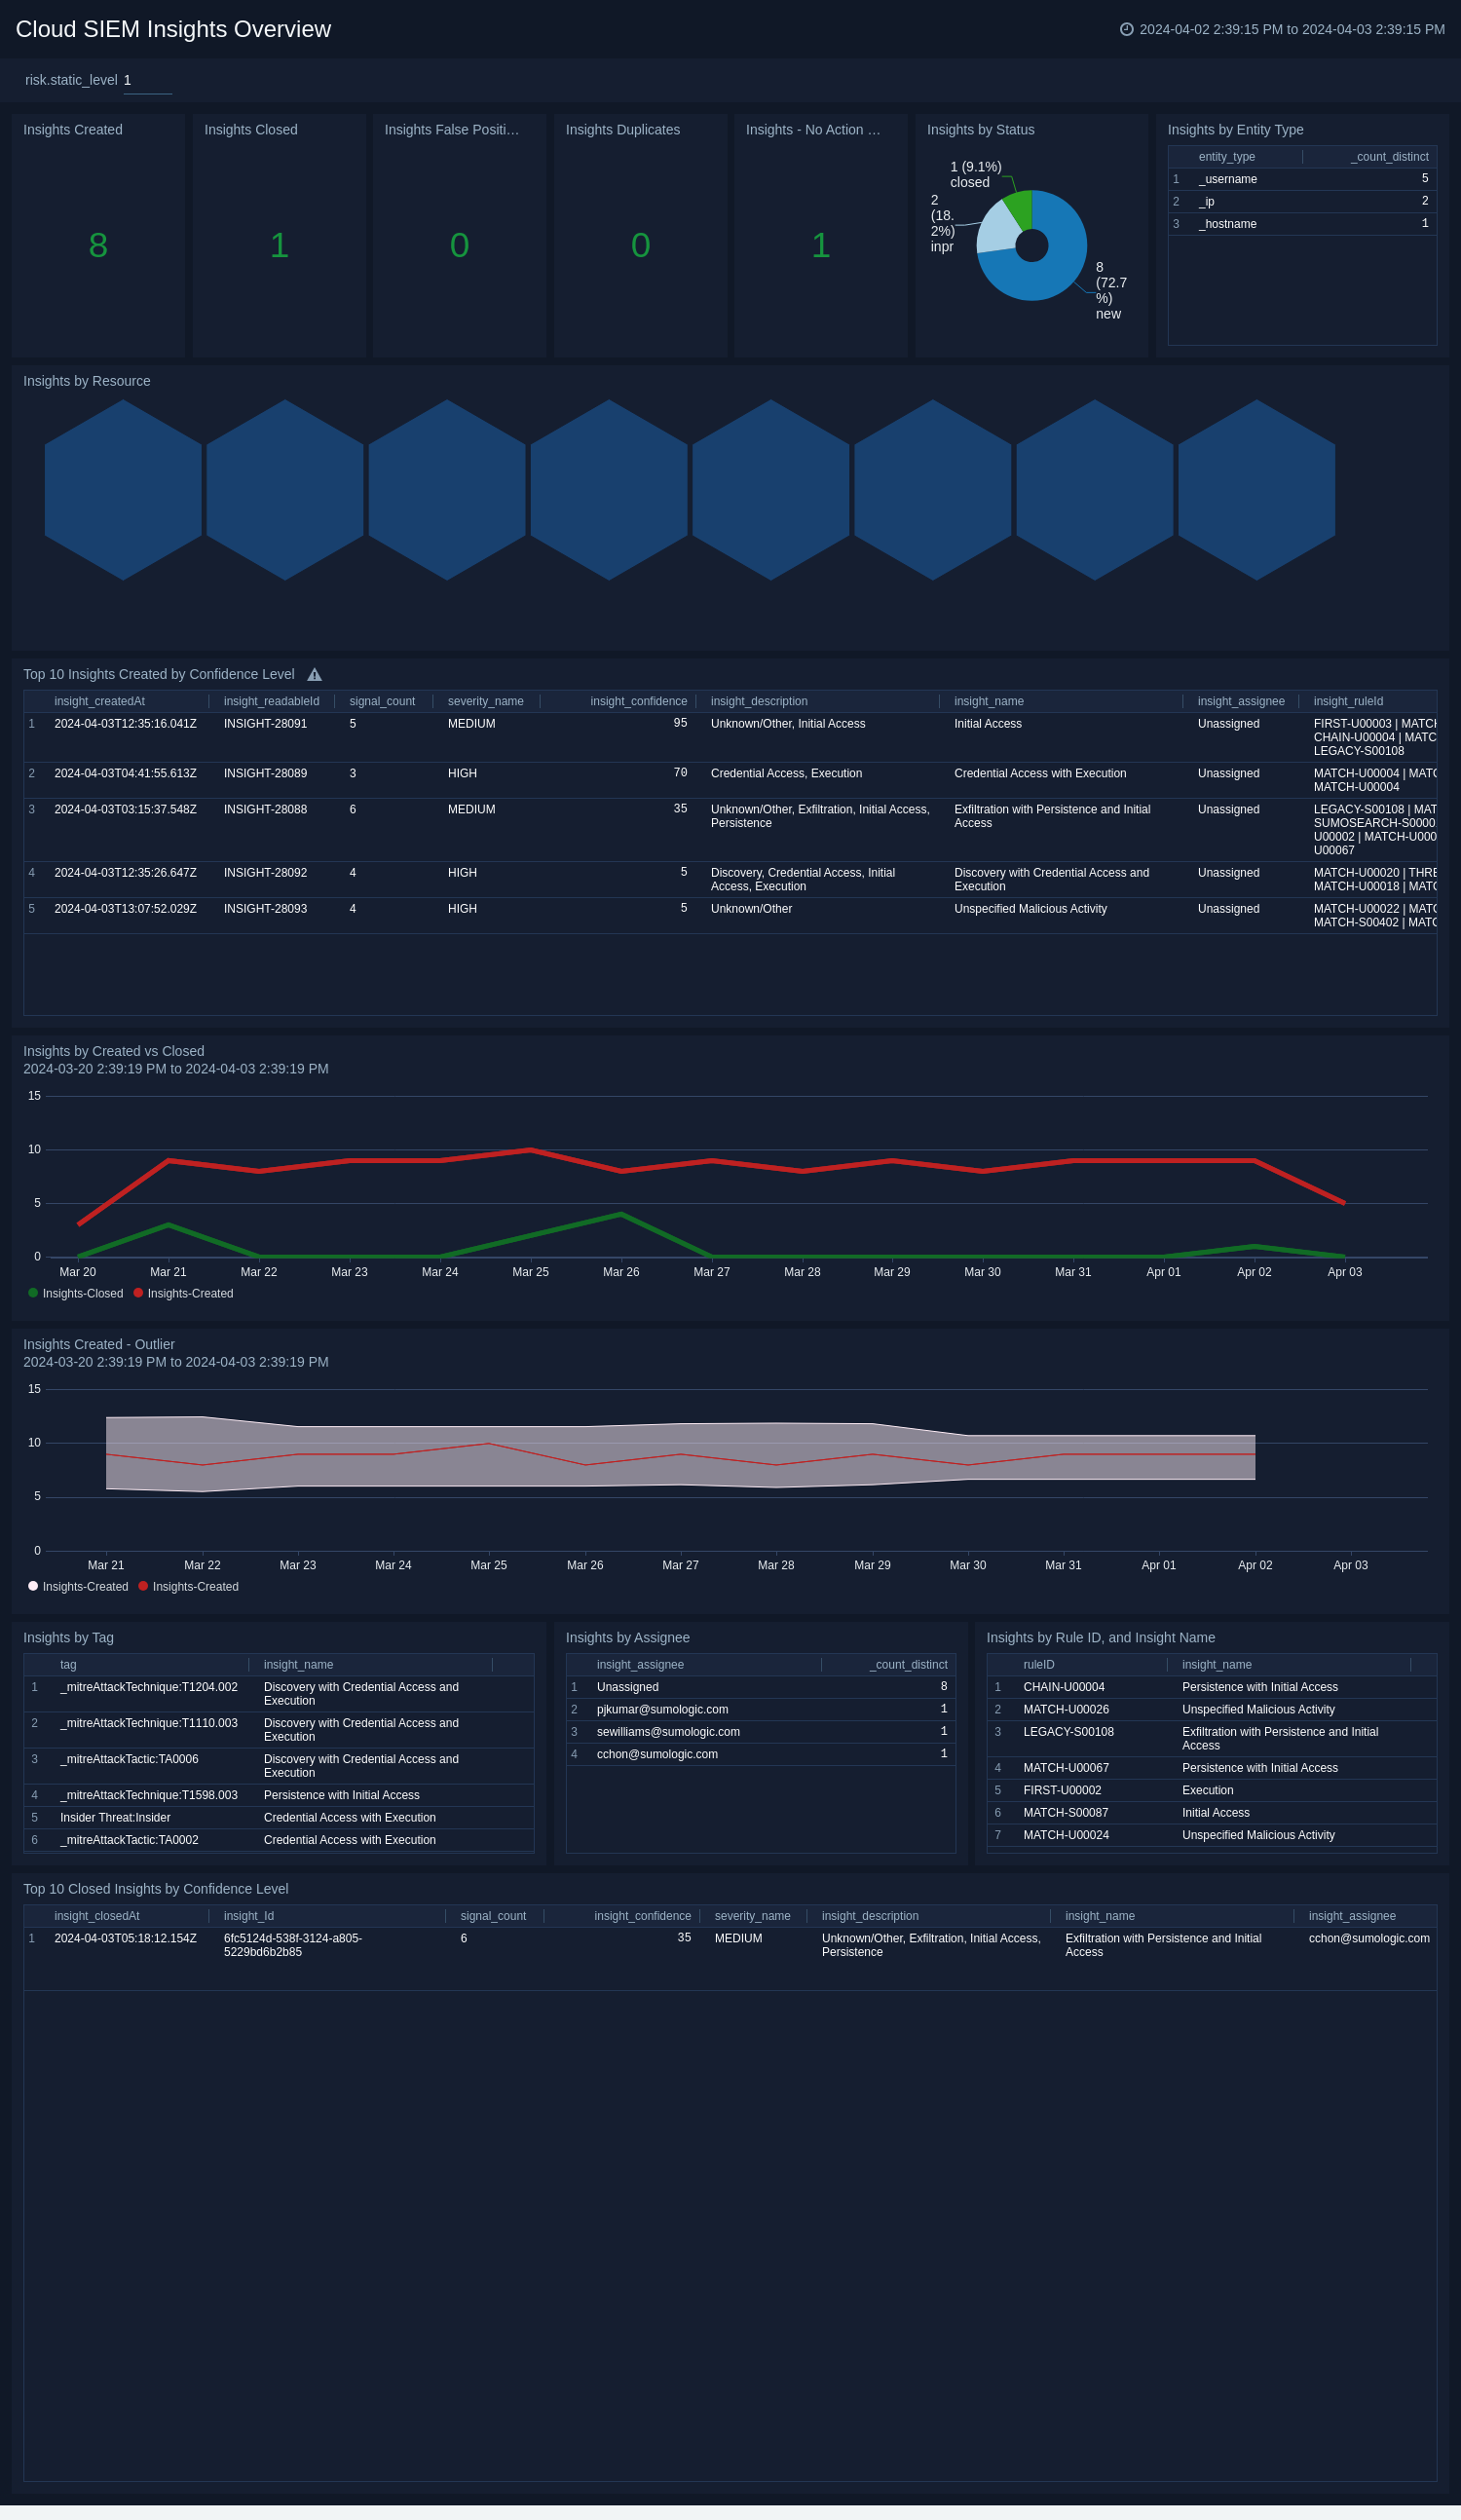 Cloud SIEM Insights Overview
2024-04-02 2:39:15 PM to 2024-04-03 2:39:15 PM
risk.static_level 1
Insights Created
8
Insights Closed
1
Insights False Positi…
0
Insights Duplicates
0
Insights - No Action …
1
Insights by Status
1 (9.1%)
closed
2
(18.
2%)
inpr
8
(72.7
%)
new
Insights by Entity Type
entity_type _count_distinct
1 _username 5
2 _ip 2
3 _hostname 1
Insights by Resource
Top 10 Insights Created by Confidence Level
insight_createdAt insight_readableId signal_count severity_name insight_confidence insight_description insight_name insight_assignee insight_ruleId
1 2024-04-03T12:35:16.041Z INSIGHT-28091 5 MEDIUM 95 Unknown/Other, Initial Access Initial Access Unassigned FIRST-U00003 | MATCH
CHAIN-U00004 | MATC
LEGACY-S00108
2 2024-04-03T04:41:55.613Z INSIGHT-28089 3 HIGH 70 Credential Access, Execution Credential Access with Execution Unassigned MATCH-U00004 | MATC
MATCH-U00004
3 2024-04-03T03:15:37.548Z INSIGHT-28088 6 MEDIUM 35 Unknown/Other, Exfiltration, Initial Access, Exfiltration with Persistence and Initial Unassigned LEGACY-S00108 | MAT
Persistence Access SUMOSEARCH-S0000
U00002 | MATCH-U000
U00067
4 2024-04-03T12:35:26.647Z INSIGHT-28092 4 HIGH 5 Discovery, Credential Access, Initial Discovery with Credential Access and Unassigned MATCH-U00020 | THRE
Access, Execution Execution MATCH-U00018 | MATC
5 2024-04-03T13:07:52.029Z INSIGHT-28093 4 HIGH 5 Unknown/Other Unspecified Malicious Activity Unassigned MATCH-U00022 | MATC
MATCH-S00402 | MATC
Insights by Created vs Closed
2024-03-20 2:39:19 PM to 2024-04-03 2:39:19 PM
15
10
5
0
Mar 20 Mar 21 Mar 22 Mar 23 Mar 24 Mar 25 Mar 26 Mar 27 Mar 28 Mar 29 Mar 30 Mar 31 Apr 01 Apr 02 Apr 03
Insights-Closed Insights-Created
Insights Created - Outlier
2024-03-20 2:39:19 PM to 2024-04-03 2:39:19 PM
15
10
5
0
Mar 21 Mar 22 Mar 23 Mar 24 Mar 25 Mar 26 Mar 27 Mar 28 Mar 29 Mar 30 Mar 31 Apr 01 Apr 02 Apr 03
Insights-Created Insights-Created
Insights by Tag
tag insight_name
1 _mitreAttackTechnique:T1204.002 Discovery with Credential Access and
Execution
2 _mitreAttackTechnique:T1110.003 Discovery with Credential Access and
Execution
3 _mitreAttackTactic:TA0006 Discovery with Credential Access and
Execution
4 _mitreAttackTechnique:T1598.003 Persistence with Initial Access
5 Insider Threat:Insider Credential Access with Execution
6 _mitreAttackTactic:TA0002 Credential Access with Execution
Insights by Assignee
insight_assignee _count_distinct
1 Unassigned 8
2 pjkumar@sumologic.com 1
3 sewilliams@sumologic.com 1
4 cchon@sumologic.com 1
Insights by Rule ID, and Insight Name
ruleID insight_name
1 CHAIN-U00004 Persistence with Initial Access
2 MATCH-U00026 Unspecified Malicious Activity
3 LEGACY-S00108 Exfiltration with Persistence and Initial
Access
4 MATCH-U00067 Persistence with Initial Access
5 FIRST-U00002 Execution
6 MATCH-S00087 Initial Access
7 MATCH-U00024 Unspecified Malicious Activity
Top 10 Closed Insights by Confidence Level
insight_closedAt insight_Id signal_count insight_confidence severity_name insight_description insight_name insight_assignee
1 2024-04-03T05:18:12.154Z 6fc5124d-538f-3124-a805- 6 35 MEDIUM Unknown/Other, Exfiltration, Initial Access, Exfiltration with Persistence and Initial cchon@sumologic.com
5229bd6b2b85 Persistence Access